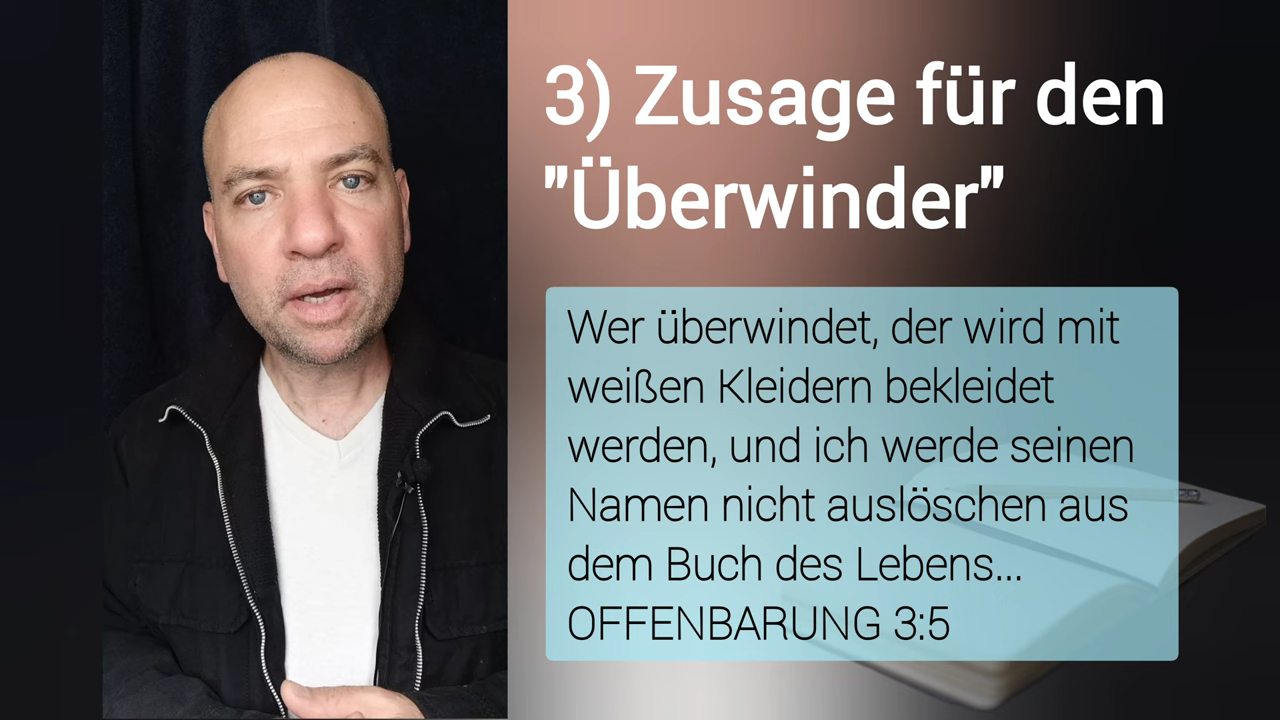 3) Zusage für den
"Überwinder"
Wer überwindet, der wird mit
weißen Kleidern bekleidet
werden, und ich werde seinen
Namen nicht auslöschen aus
dem Buch des Lebens...
OFFENBARUNG 3:5